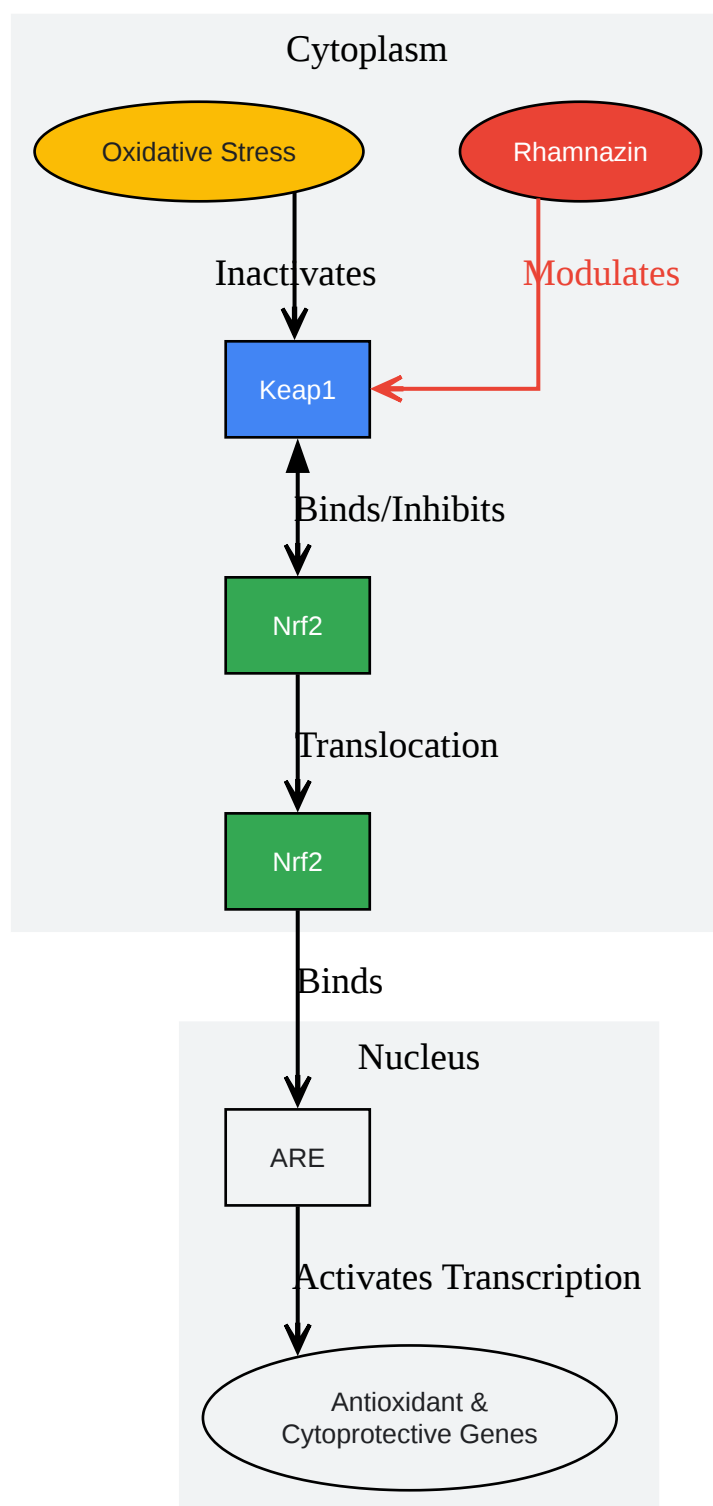 Cytoplasm
Oxidative Stress
Rhamnazin
Inactivates
Modulates
Keap1
Binds/Inhibits
Nrf2
Translocation
Nrf2
Binds
Nucleus
ARE
Activates Transcription
Antioxidant &
Cytoprotective Genes